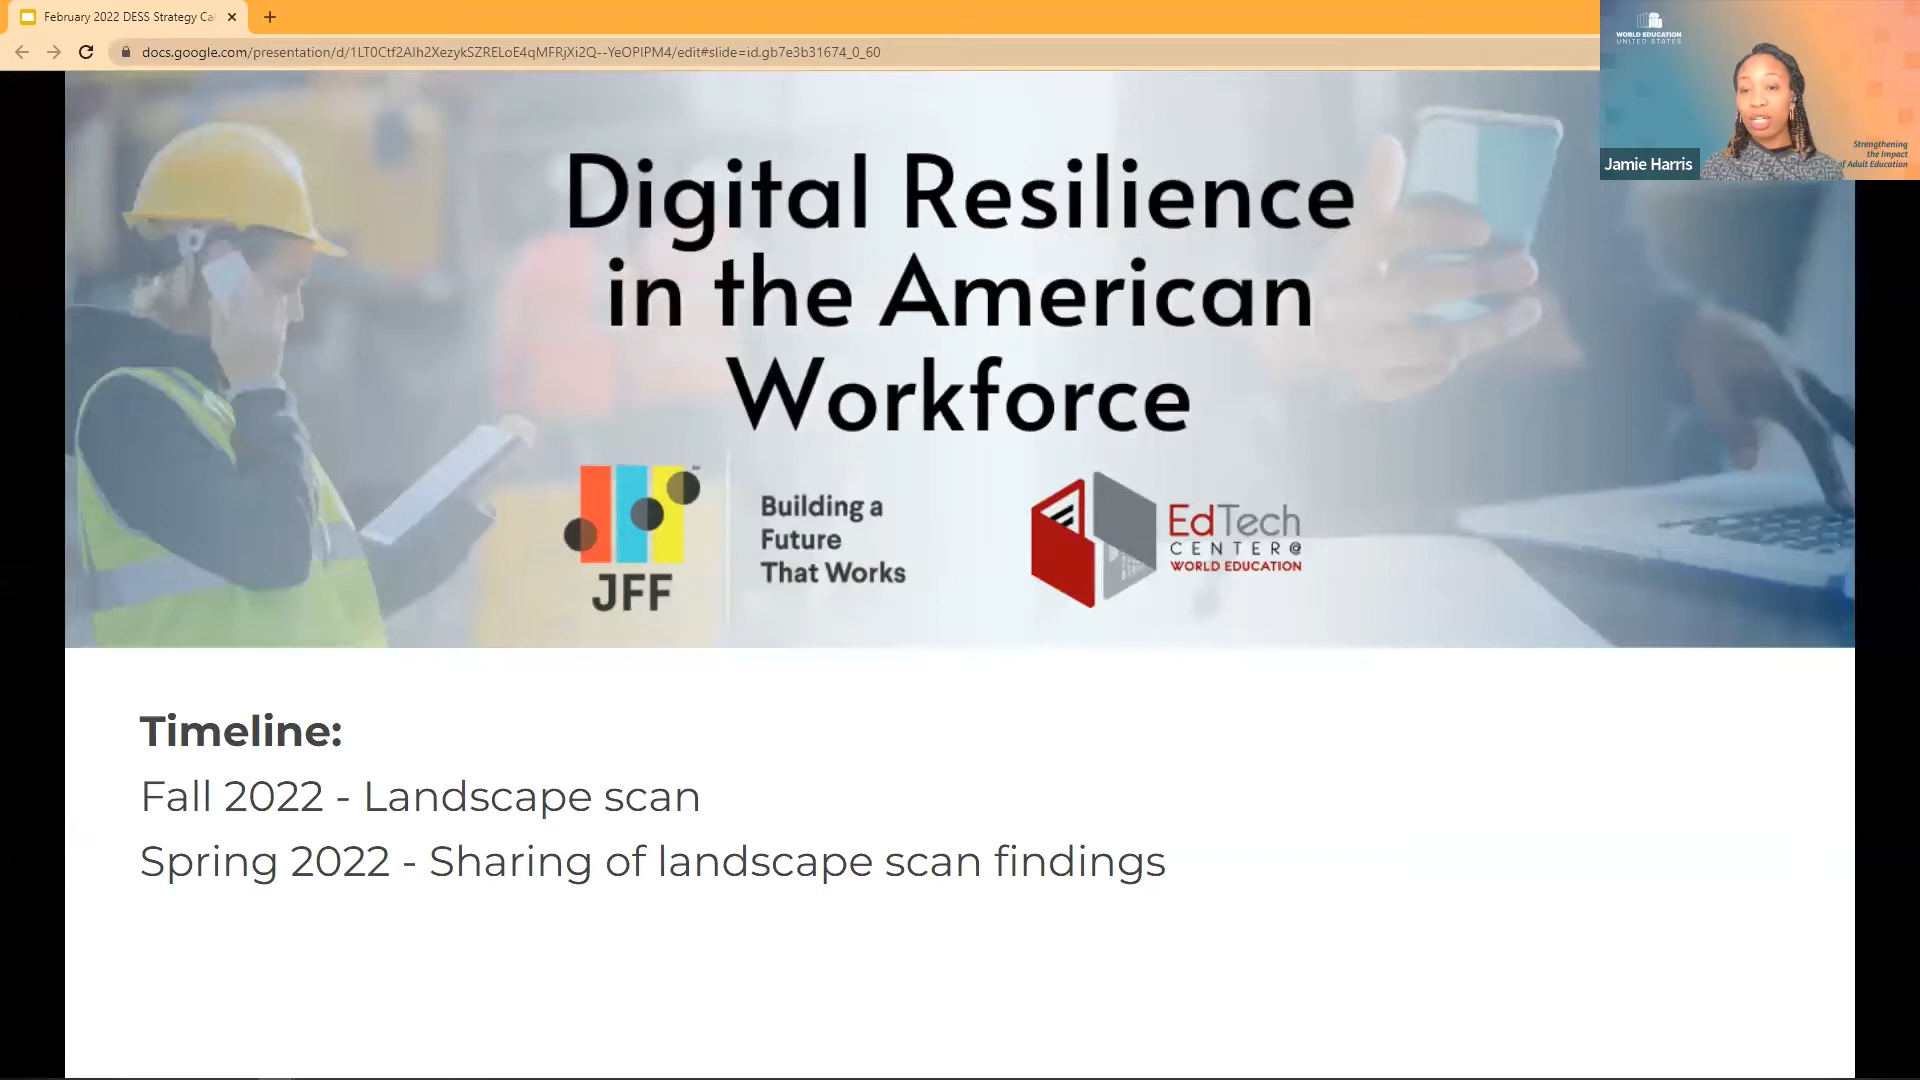 February 2022 DESS Strategy Ca
docs.google.com/presentation/d/1LT0Ctf2Alh2XezykSZRELoE4qMFRjXi2Q--YeOPIPM4/edit#slide=id.gb7e3b31674_0_60
WORLD EDUCATION
UNITED STATES
Strengthening
the Impact
of Adult Education
Jamie Harris
Digital Resilience
in the American
Workforce
JFF
Building a
Future
That Works
EdTech
CENTER@
WORLD EDUCATION
Timeline:
Fall 2022 - Landscape scan
Spring 2022 - Sharing of landscape scan findings